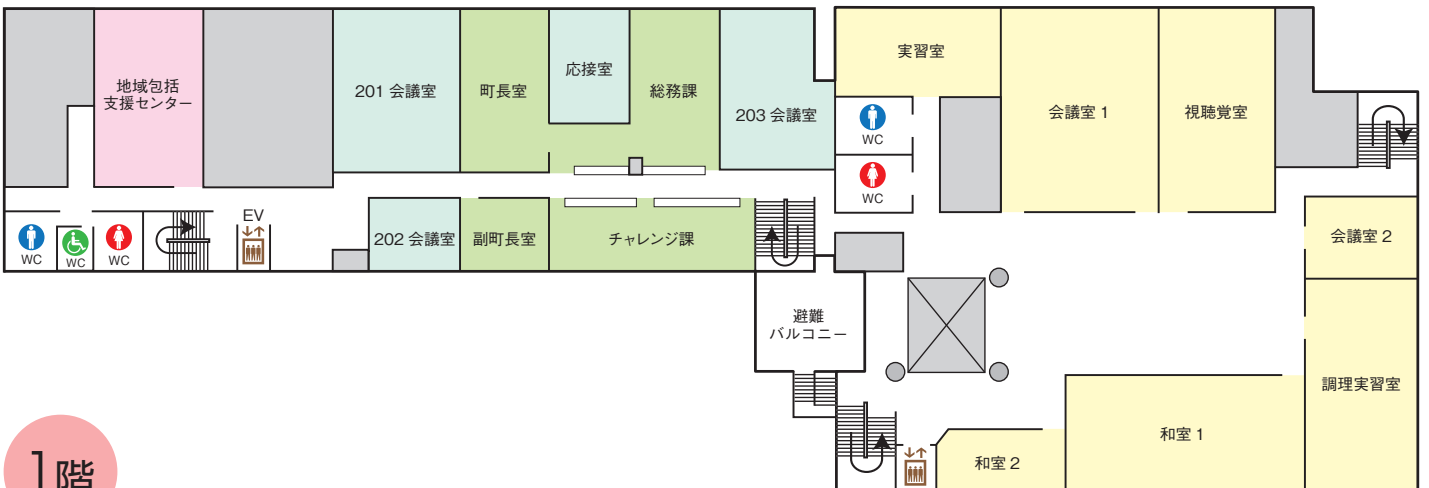 地域包括
支援センター
201 会議室
町長室
応接室
総務課
203 会議室
実習室
会議室 1
視聴覚室
WC
WC
WC
WC
WC
EV
202 会議室
副町長室
チャレンジ課
会議室 2
避難
バルコニー
調理実習室
和室 1
和室 2
1階